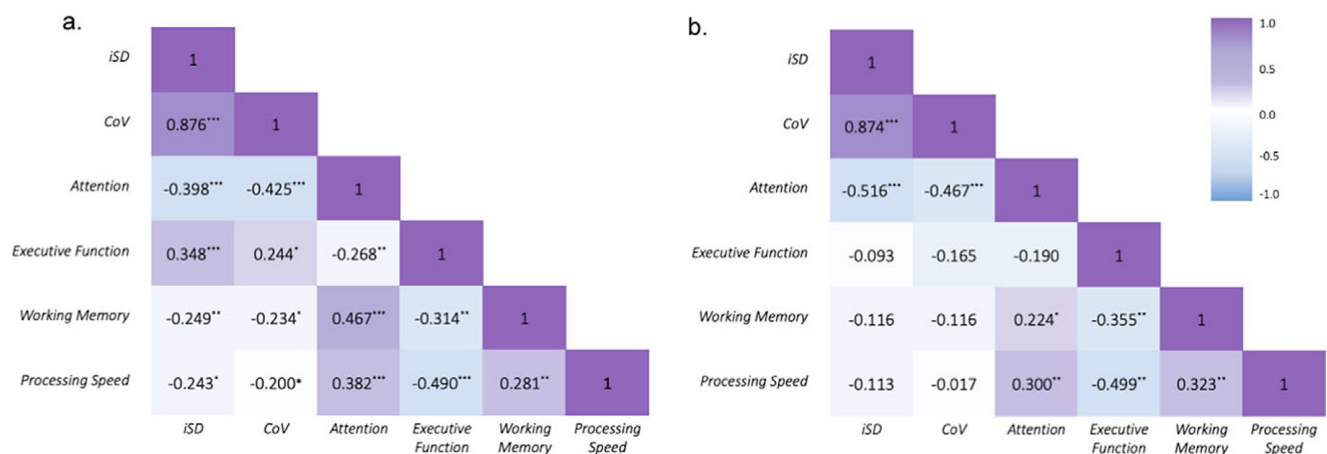 a.
iSD
1
CoV
0.876***
1
Attention
-0.398***
-0.425***
1
Executive Function
0.348***
0.244*
-0.268**
1
Working Memory
-0.249**
-0.234*
0.467***
-0.314**
1
Processing Speed
-0.243*
-0.200*
0.382***
-0.490***
0.281**
1
iSD
CoV
Attention
Executive
Function
Working
Memory
Processing
Speed
b.
iSD
1
CoV
0.874***
1
Attention
-0.516***
-0.467***
1
Executive Function
-0.093
-0.165
-0.190
1
Working Memory
-0.116
-0.116
0.224*
-0.355**
1
Processing Speed
-0.113
-0.017
0.300**
-0.499**
0.323**
1
iSD
CoV
Attention
Executive
Function
Working
Memory
Processing
Speed
1.0
0.5
0.0
-0.5
-1.0